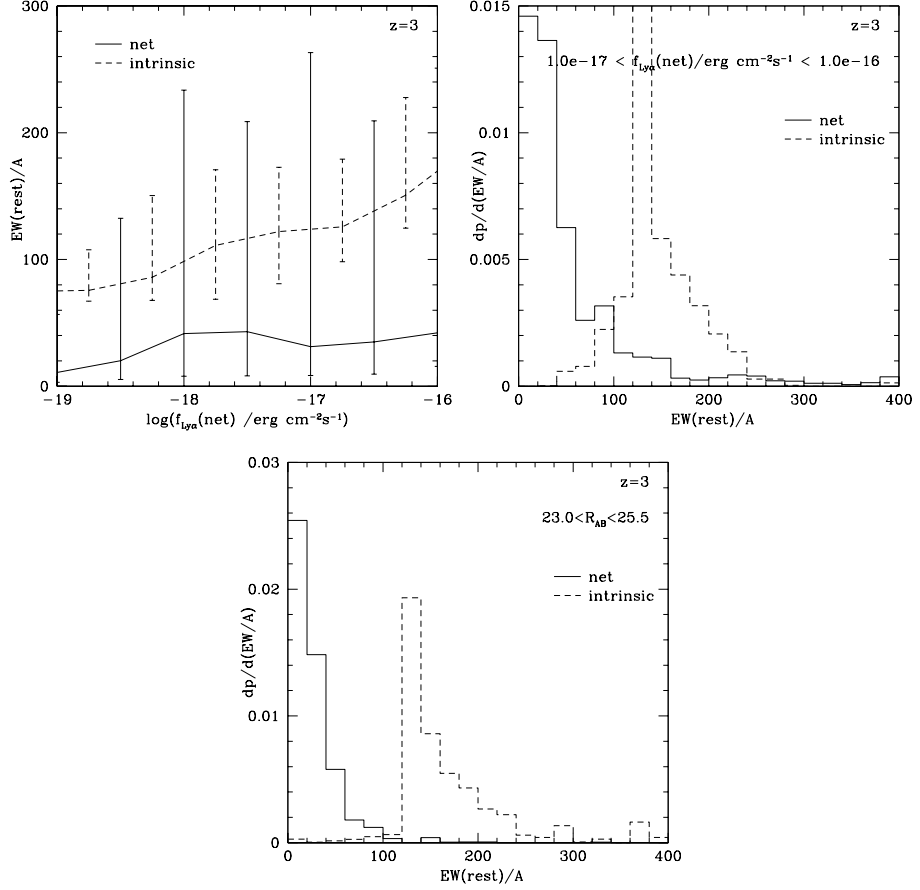 300
200
100
0
EW(rest)/A
z=3
net
intrinsic
-19
-18
-17
-16
log(f_Lyα(net) /erg cm⁻²s⁻¹)
0.015
0.01
0.005
0
dp/d(EW/A)
z=3
1.0e-17 < f_Lyα(net)/erg cm⁻²s⁻¹ < 1.0e-16
net
intrinsic
0
100
200
300
400
EW(rest)/A
0.03
0.02
0.01
0
dp/d(EW/A)
z=3
23.0<R_AB<25.5
net
intrinsic
0
100
200
300
400
EW(rest)/A